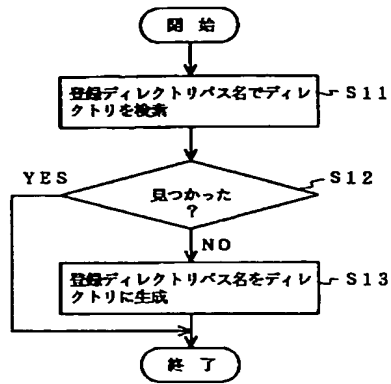 開 始
登録ディレクトリパス名でディレ
クトリを検索
S11
YES
見つかった
?
S12
NO
登録ディレクトリパス名をディレ
クトリに生成
S13
終 了